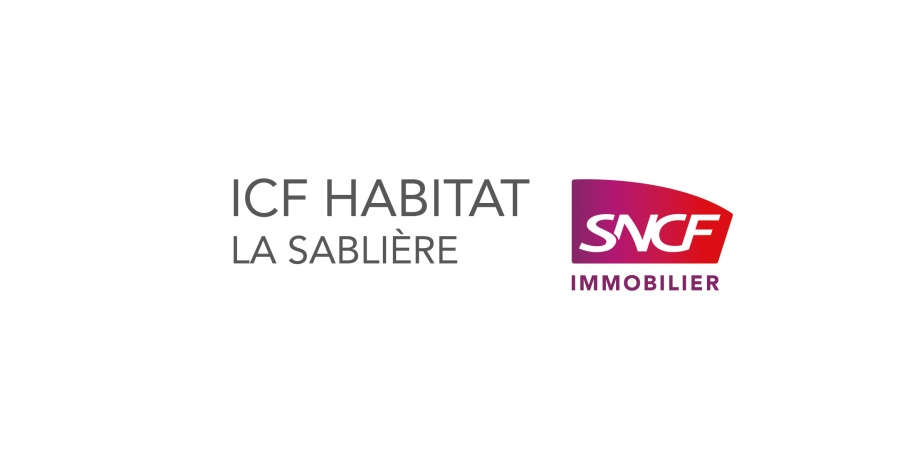 ICF HABITAT
LA SABLIÈRE
SNCF
IMMOBILIER